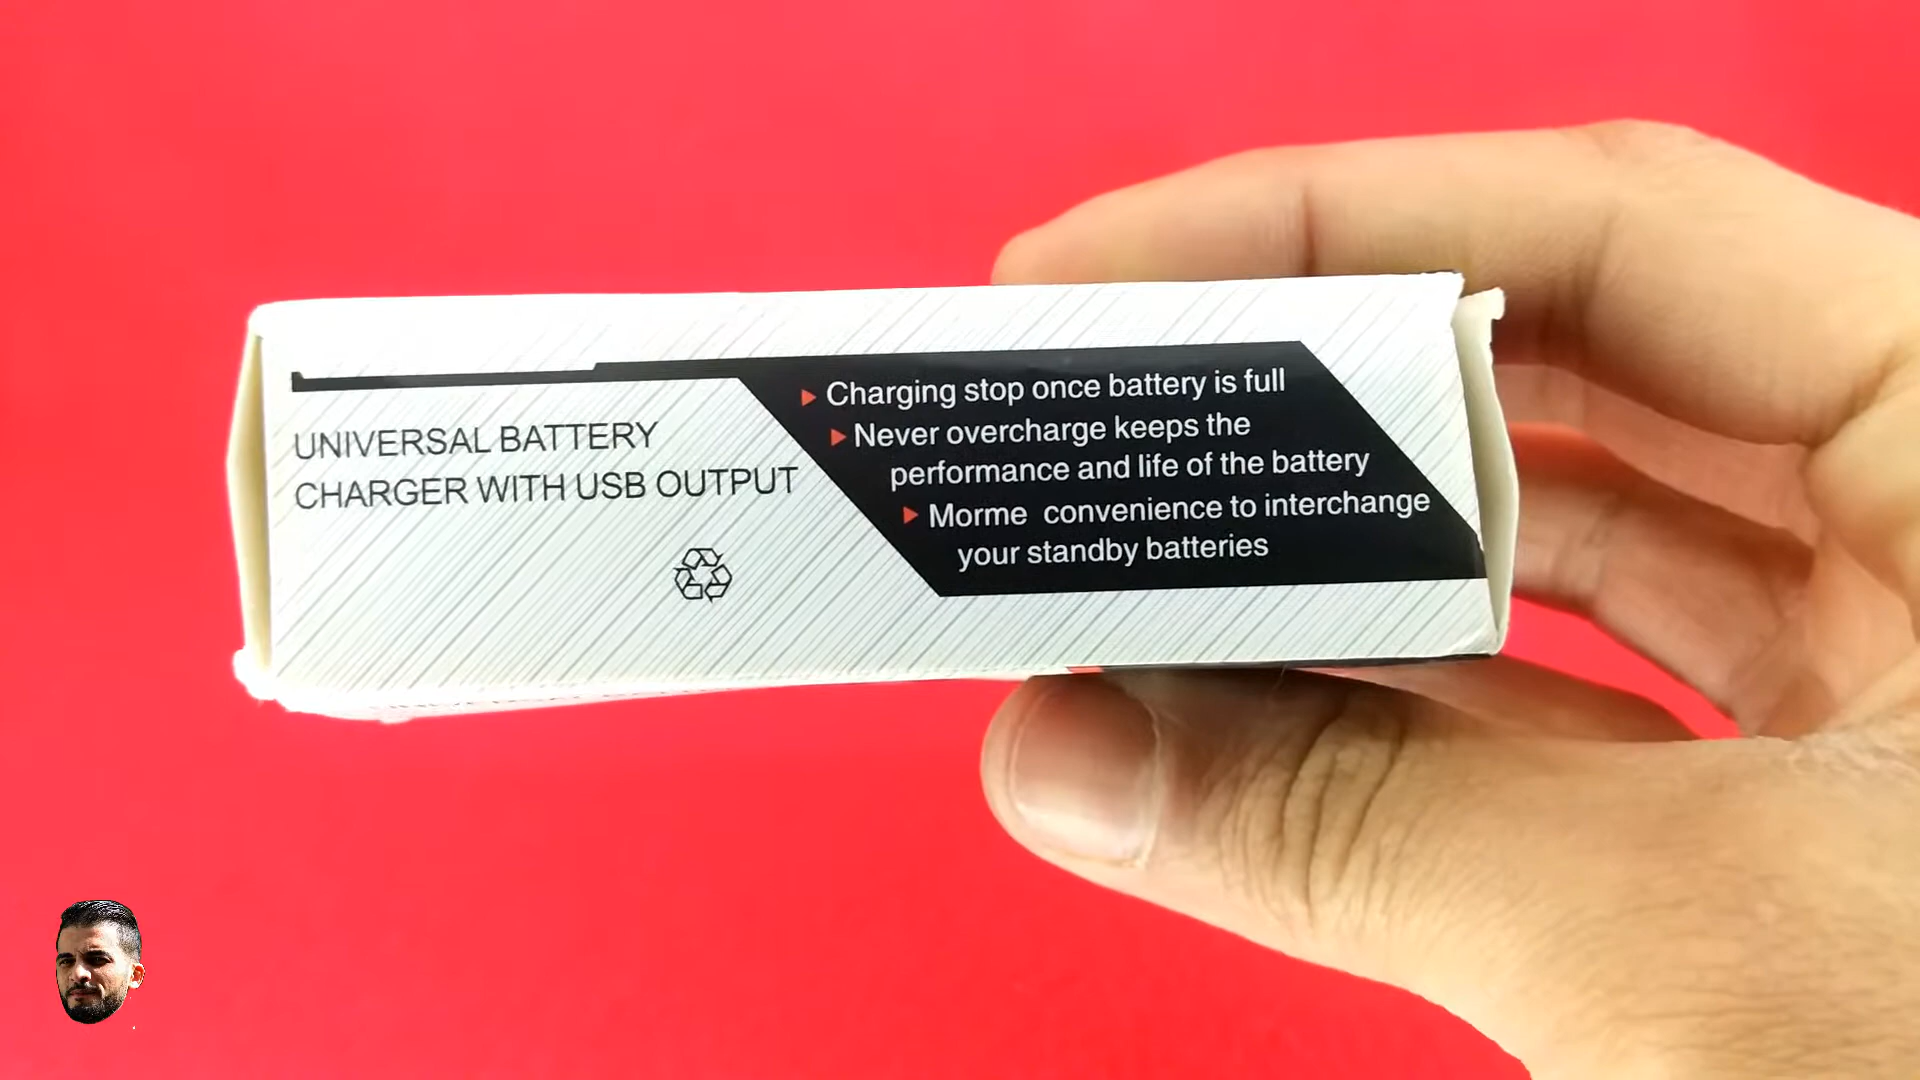 UNIVERSAL BATTERY
CHARGER WITH USB OUTPUT
Charging stop once battery is full
Never overcharge keeps the
performance and life of the battery
Morme convenience to interchange
your standby batteries